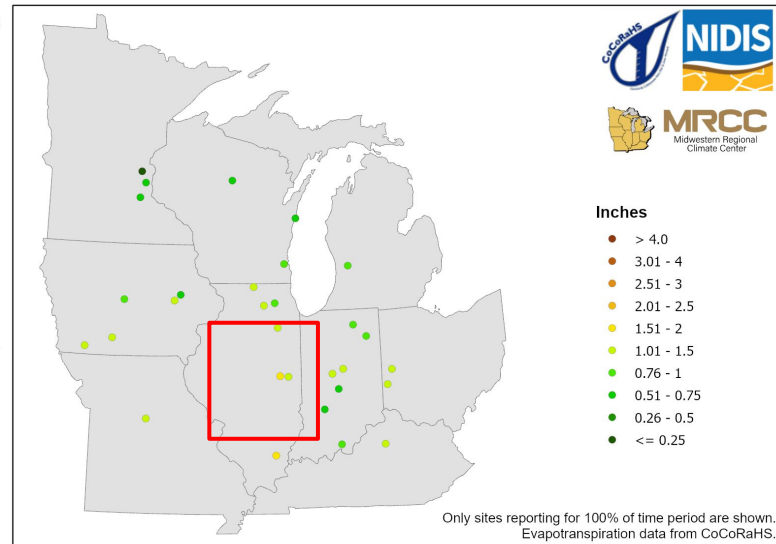 CoCoRaHS
NIDIS
MRCC
Midwestern Regional
Climate Center
Inches
> 4.0
3.01 - 4
2.51 - 3
2.01 - 2.5
1.51 - 2
1.01 - 1.5
0.76 - 1
0.51 - 0.75
0.26 - 0.5
<= 0.25
Only sites reporting for 100% of time period are shown.
Evapotranspiration data from CoCoRaHS.